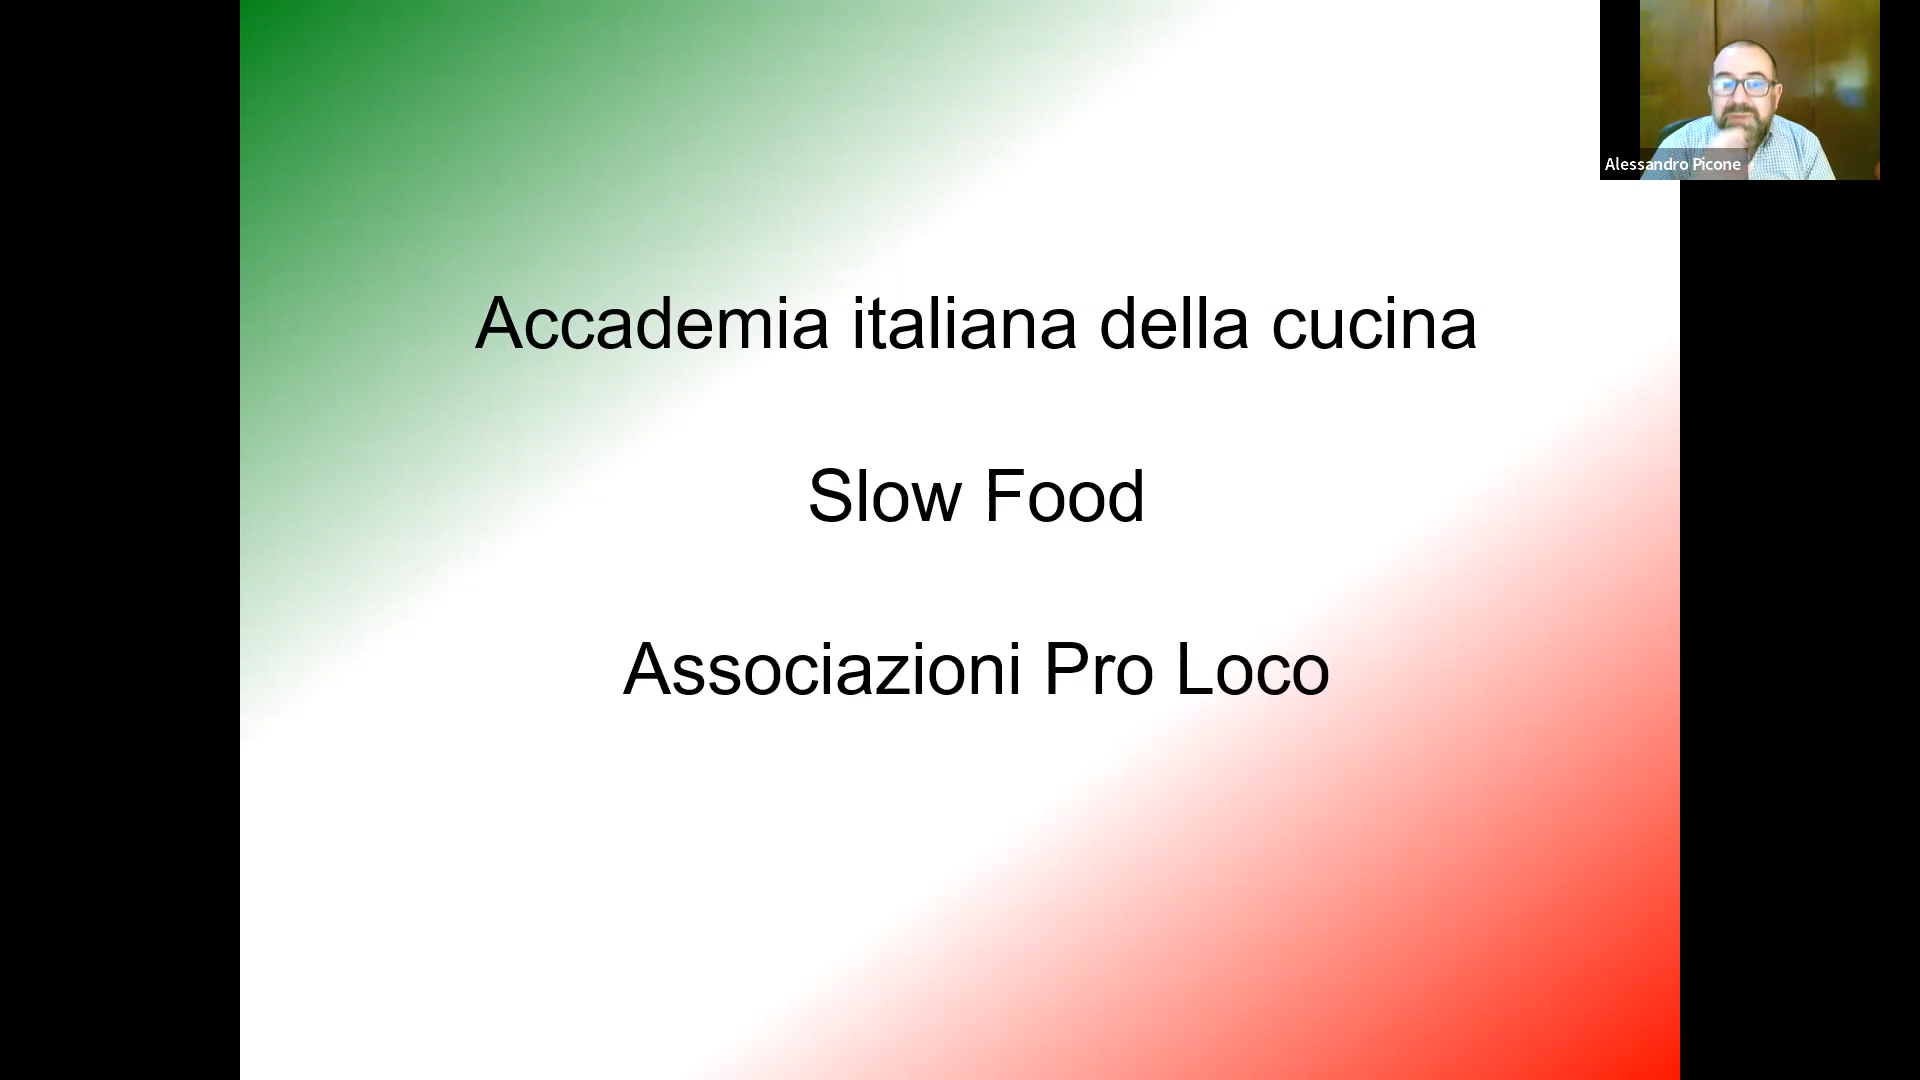 Alessandro Picone
Accademia italiana della cucina
Slow Food
Associazioni Pro Loco